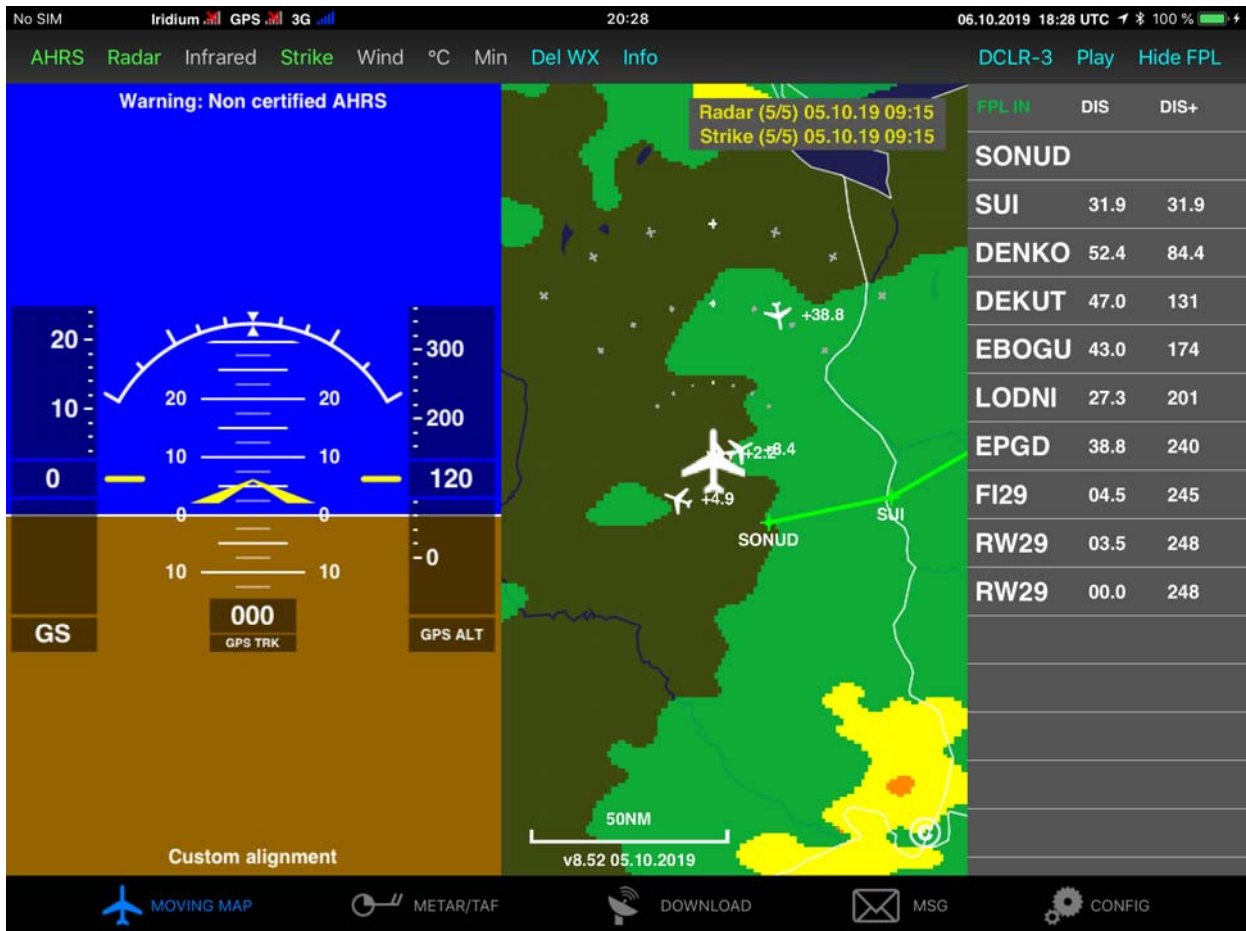 No SIM Iridium GPS 3G 20:28 06.10.2019 18:28 UTC 100 %
AHRS Radar Infrared Strike Wind °C Min Del WX Info DCLR-3 Play Hide FPL
Warning: Non certified AHRS
Radar (5/5) 05.10.19 09:15
Strike (5/5) 05.10.19 09:15
20
10
0
20 20
10 10
0 0
10 10
300
200
120
0
GS
000
GPS TRK
GPS ALT
Custom alignment
+38.8
+8.4
+2.2
+4.9
SONUD
SUI
50NM
v8.52 05.10.2019
C
FPL IN DIS DIS+
SONUD
SUI 31.9 31.9
DENKO 52.4 84.4
DEKUT 47.0 131
EBOGU 43.0 174
LODNI 27.3 201
EPGD 38.8 240
FI29 04.5 245
RW29 03.5 248
RW29 00.0 248
MOVING MAP METAR/TAF DOWNLOAD MSG CONFIG